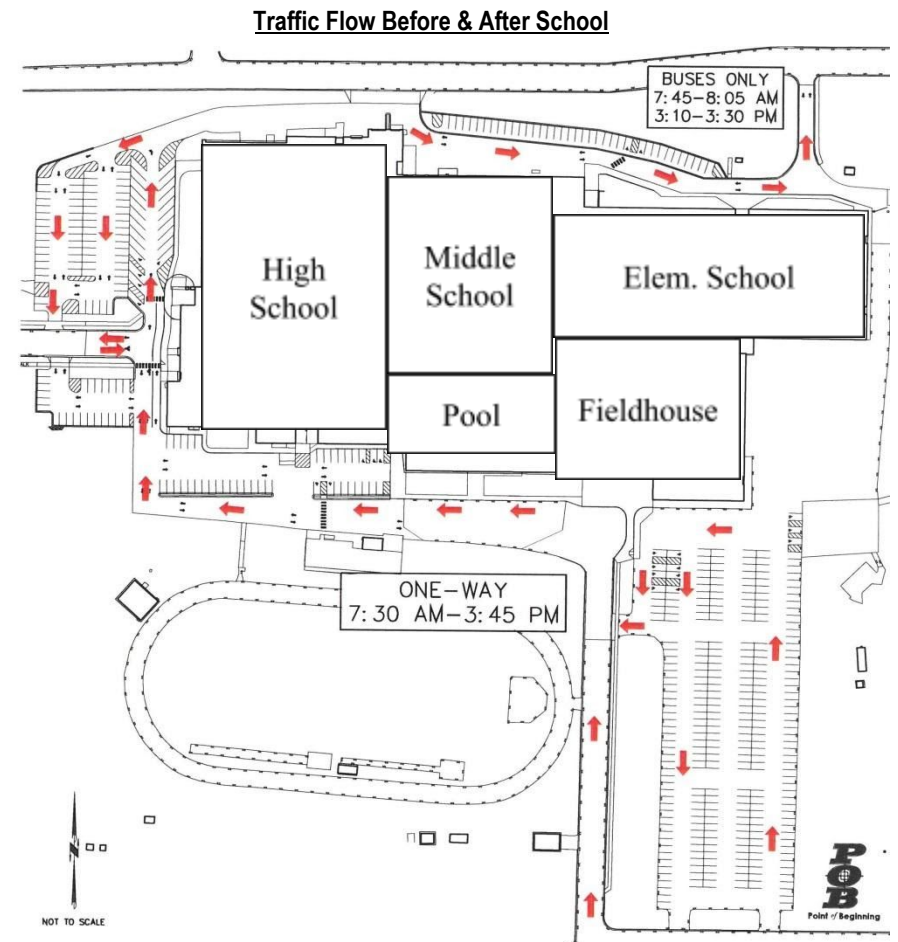 Traffic Flow Before & After School
BUSES ONLY
7:45-8:05 AM
3:10-3:30 PM
High
School
Middle
School
Elem. School
Pool
Fieldhouse
ONE-WAY
7:30 AM-3:45 PM
N
NOT TO SCALE
POB
Point of Beginning